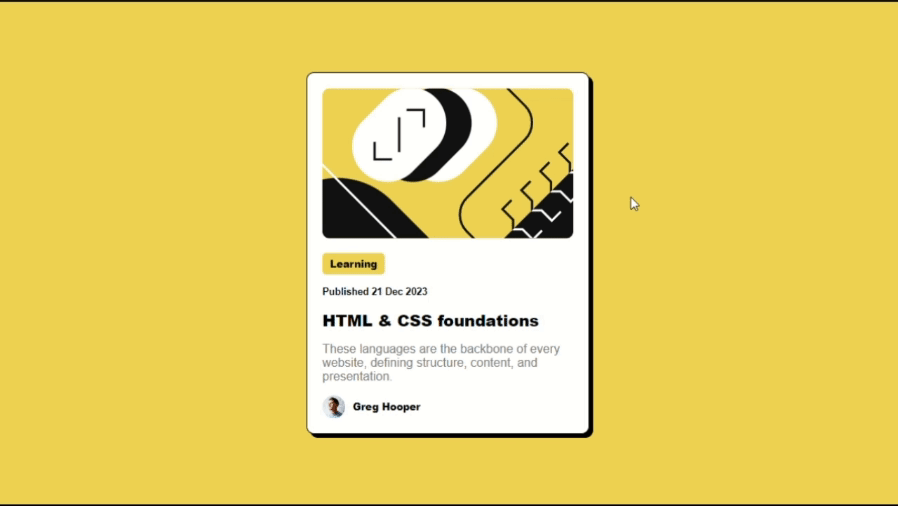 Learning
Published 21 Dec 2023
HTML & CSS foundations
These languages are the backbone of every
website, defining structure, content, and
presentation.
Greg Hooper